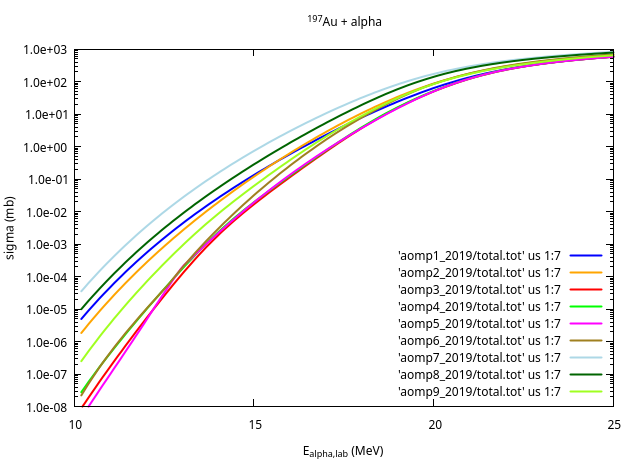 197Au + alpha
1.0e+03
1.0e+02
1.0e+01
1.0e+00
1.0e-01
1.0e-02
1.0e-03
1.0e-04
1.0e-05
1.0e-06
1.0e-07
1.0e-08
sigma (mb)
'aomp1_2019/total.tot' us 1:7
'aomp2_2019/total.tot' us 1:7
'aomp3_2019/total.tot' us 1:7
'aomp4_2019/total.tot' us 1:7
'aomp5_2019/total.tot' us 1:7
'aomp6_2019/total.tot' us 1:7
'aomp7_2019/total.tot' us 1:7
'aomp8_2019/total.tot' us 1:7
'aomp9_2019/total.tot' us 1:7
10 15 20 25
Ealpha,lab (MeV)